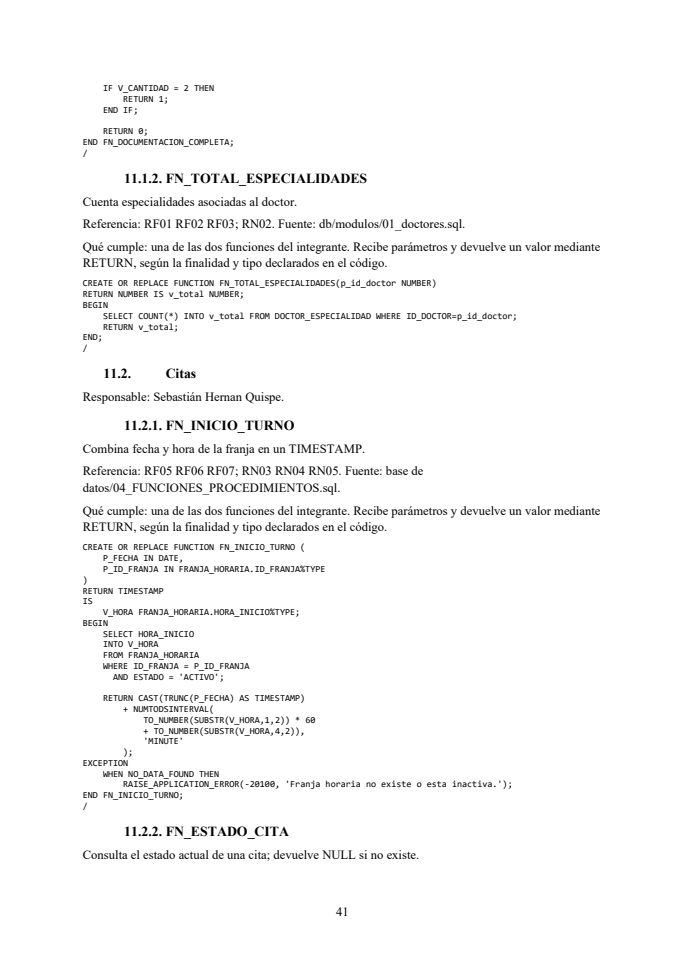 IF V_CANTIDAD = 2 THEN
RETURN 1;
END IF;
RETURN 0;
END FN_DOCUMENTACION_COMPLETA;
/
11.1.2. FN_TOTAL_ESPECIALIDADES
Cuenta especialidades asociadas al doctor.
Referencia: RF01 RF02 RF03; RN02. Fuente: db/modulos/01_doctores.sql.
Qué cumple: una de las dos funciones del integrante. Recibe parámetros y devuelve un valor mediante
RETURN, según la finalidad y tipo declarados en el código.
CREATE OR REPLACE FUNCTION FN_TOTAL_ESPECIALIDADES(p_id_doctor NUMBER)
RETURN NUMBER IS v_total NUMBER;
BEGIN
SELECT COUNT(*) INTO v_total FROM DOCTOR_ESPECIALIDAD WHERE ID_DOCTOR=p_id_doctor;
RETURN v_total;
END;
/
11.2. Citas
Responsable: Sebastián Hernan Quispe.
11.2.1. FN_INICIO_TURNO
Combina fecha y hora de la franja en un TIMESTAMP.
Referencia: RF05 RF06 RF07; RN03 RN04 RN05. Fuente: base de
datos/04_FUNCIONES_PROCEDIMIENTOS.sql.
Qué cumple: una de las dos funciones del integrante. Recibe parámetros y devuelve un valor mediante
RETURN, según la finalidad y tipo declarados en el código.
CREATE OR REPLACE FUNCTION FN_INICIO_TURNO (
P_FECHA IN DATE,
P_ID_FRANJA IN FRANJA_HORARIA.ID_FRANJA%TYPE
)
RETURN TIMESTAMP
IS
V_HORA FRANJA_HORARIA.HORA_INICIO%TYPE;
BEGIN
SELECT HORA_INICIO
INTO V_HORA
FROM FRANJA_HORARIA
WHERE ID_FRANJA = P_ID_FRANJA
AND ESTADO = 'ACTIVO';
RETURN CAST(TRUNC(P_FECHA) AS TIMESTAMP)
+ NUMTODSINTERVAL(
TO_NUMBER(SUBSTR(V_HORA,1,2)) * 60
+ TO_NUMBER(SUBSTR(V_HORA,4,2)),
'MINUTE'
);
EXCEPTION
WHEN NO_DATA_FOUND THEN
RAISE_APPLICATION_ERROR(-20100, 'Franja horaria no existe o esta inactiva.');
END FN_INICIO_TURNO;
/
11.2.2. FN_ESTADO_CITA
Consulta el estado actual de una cita; devuelve NULL si no existe.
41